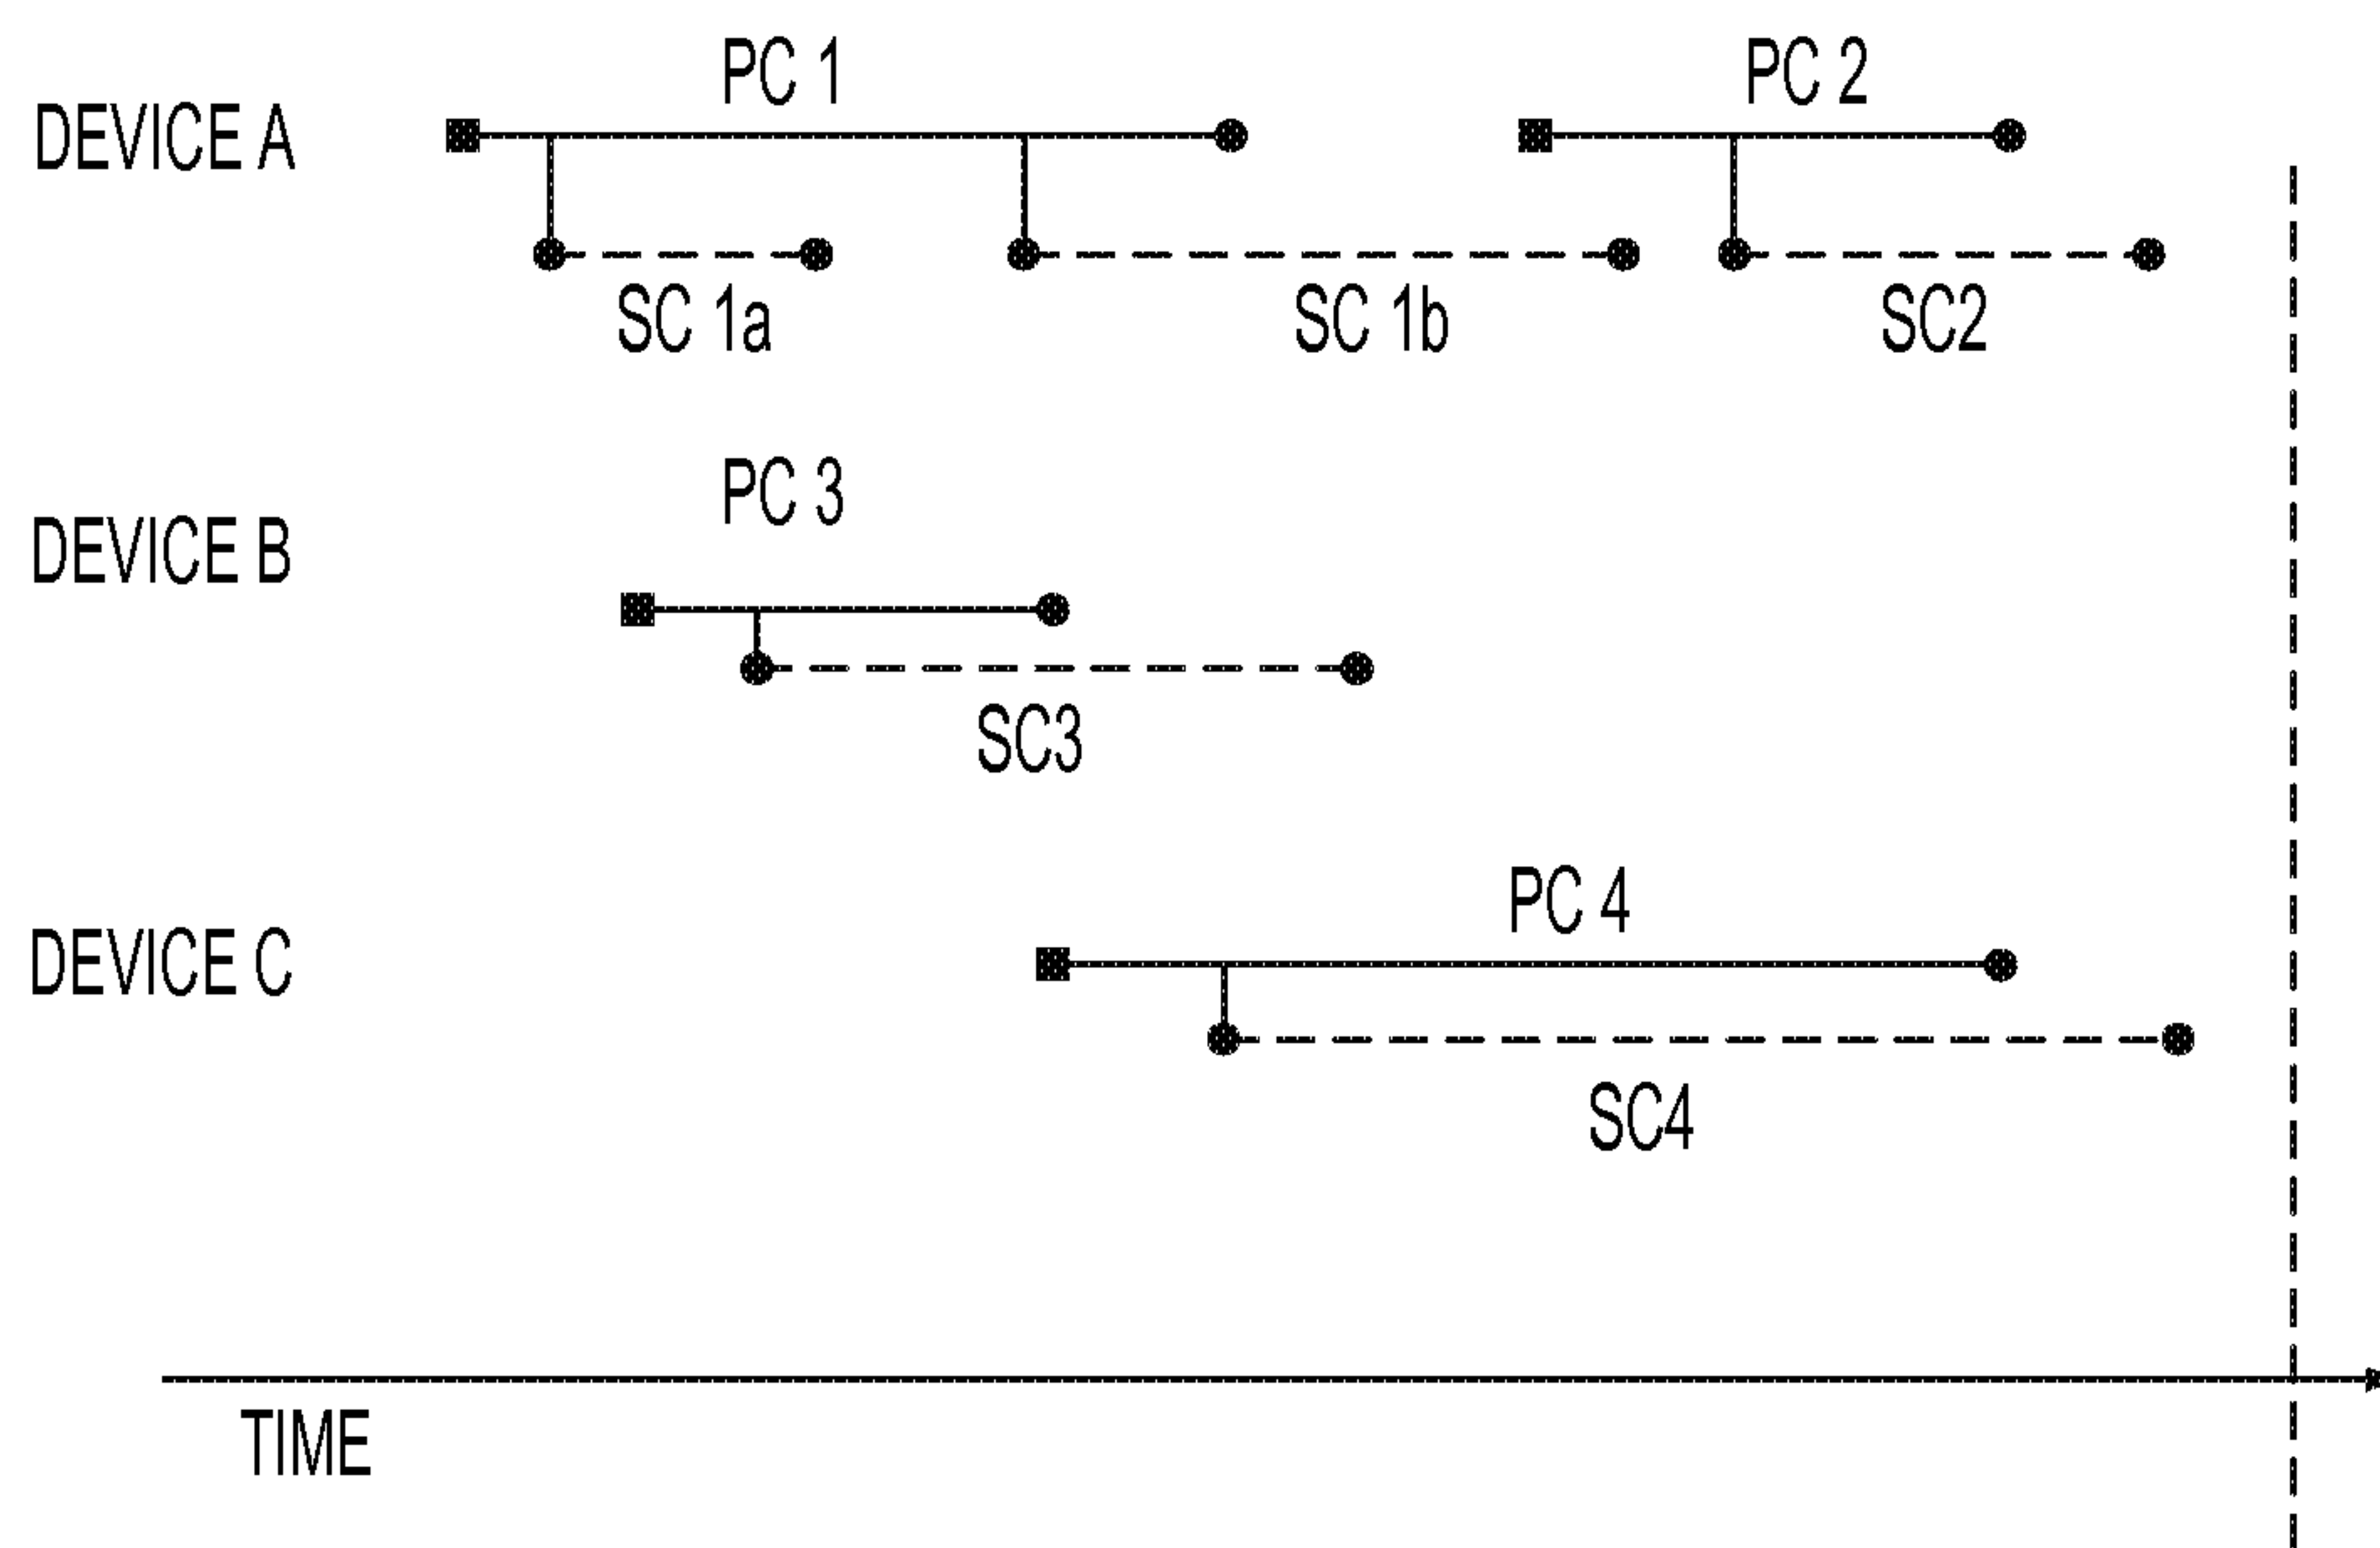 PC 1
PC 2
DEVICE A
SC 1a
SC 1b
SC2
PC 3
DEVICE B
SC3
PC 4
DEVICE C
SC4
TIME